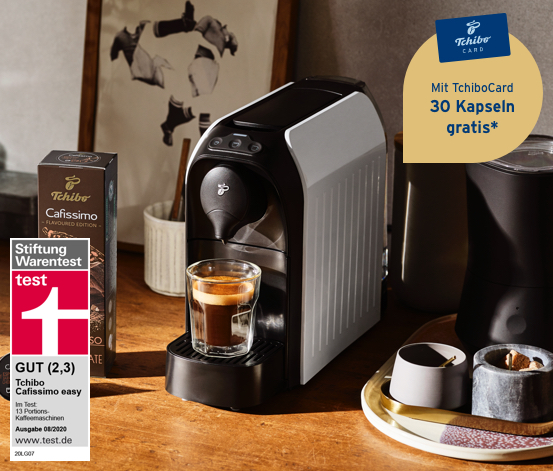 Tchibo
CARD
Mit TchiboCard
30 Kapseln
gratis*
Tchibo
Cafissimo
FLAVOURED EDITION
Stiftung
Warentest
test
GUT (2,3)
Tchibo
Cafissimo easy
Im Test:
13 Portions-
Kaffeemaschinen
Ausgabe 08/2020
www.test.de
20LG07